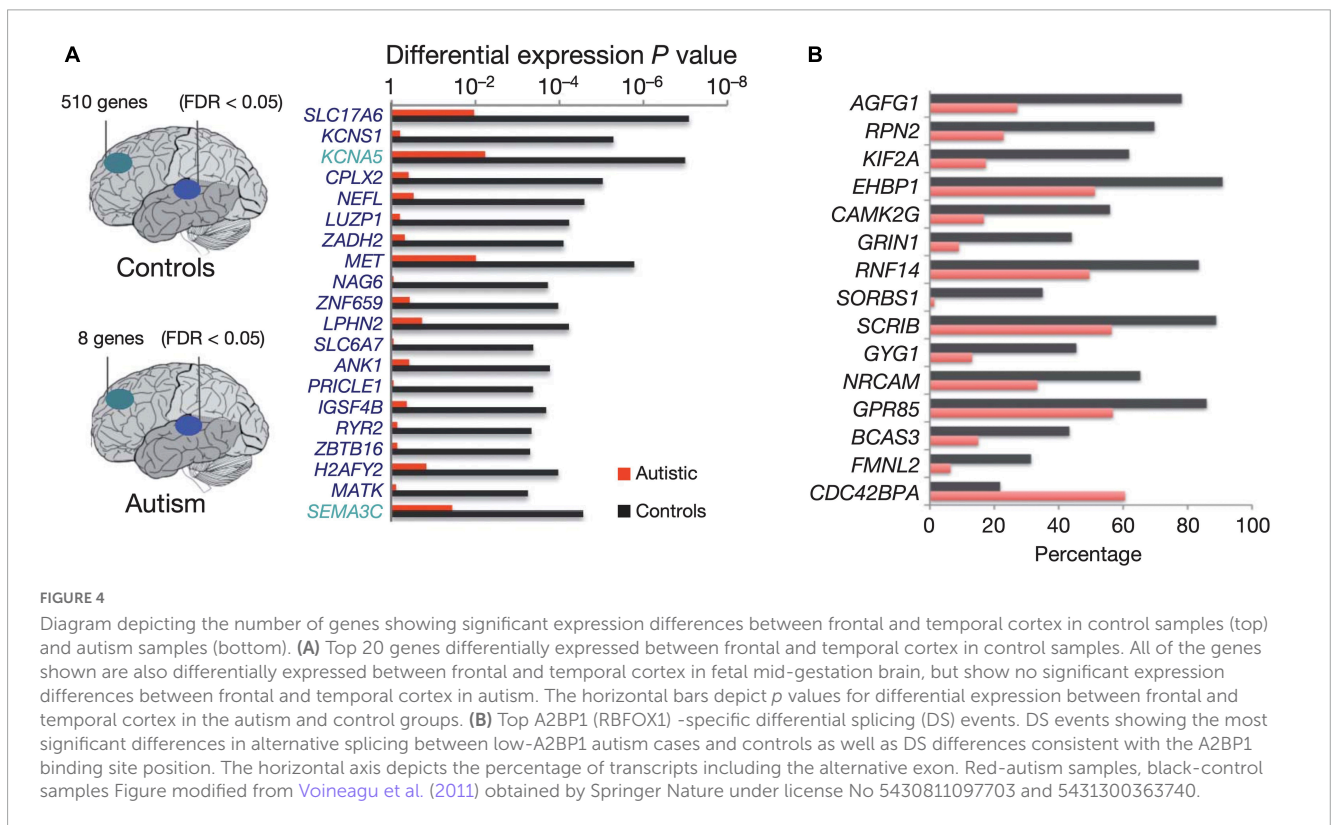 A
Differential expression P value
1 10−2 10−4 10−6 10−8
510 genes (FDR < 0.05)
Controls
8 genes (FDR < 0.05)
Autism
SLC17A6
KCNS1
KCNA5
CPLX2
NEFL
LUZP1
ZADH2
MET
NAG6
ZNF659
LPHN2
SLC6A7
ANK1
PRICLE1
IGSF4B
RYR2
ZBTB16
H2AFY2
MATK
SEMA3C
Autistic
Controls
B
AGFG1
RPN2
KIF2A
EHBP1
CAMK2G
GRIN1
RNF14
SORBS1
SCRIB
GYG1
NRCAM
GPR85
BCAS3
FMNL2
CDC42BPA
0 20 40 60 80 100
Percentage
FIGURE 4
Diagram depicting the number of genes showing significant expression differences between frontal and temporal cortex in control samples (top)
and autism samples (bottom). (A) Top 20 genes differentially expressed between frontal and temporal cortex in control samples. All of the genes
shown are also differentially expressed between frontal and temporal cortex in fetal mid-gestation brain, but show no significant expression
differences between frontal and temporal cortex in autism. The horizontal bars depict p values for differential expression between frontal and
temporal cortex in the autism and control groups. (B) Top A2BP1 (RBFOX1) -specific differential splicing (DS) events. DS events showing the most
significant differences in alternative splicing between low-A2BP1 autism cases and controls as well as DS differences consistent with the A2BP1
binding site position. The horizontal axis depicts the percentage of transcripts including the alternative exon. Red-autism samples, black-control
samples Figure modified from Voineagu et al. (2011) obtained by Springer Nature under license No 5430811097703 and 5431300363740.